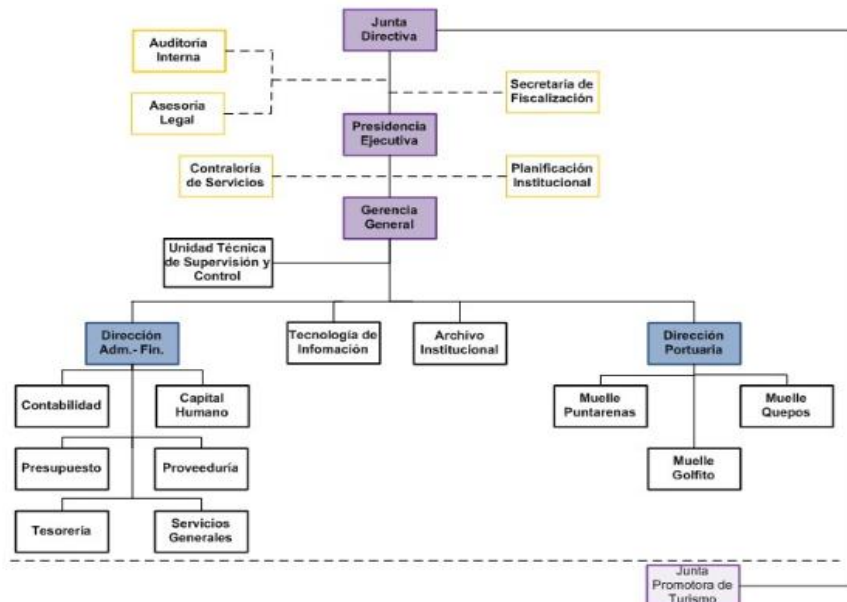 Junta
Directiva
Auditoría
Interna
Secretaría de
Fiscalización
Asesoría
Legal
Presidencia
Ejecutiva
Contraloría
de Servicios
Planificación
Institucional
Gerencia
General
Unidad Técnica
de Supervisión y
Control
Dirección
Adm.- Fin.
Tecnología de
Infomación
Archivo
Institucional
Dirección
Portuaria
Contabilidad
Capital
Humano
Muelle
Puntarenas
Muelle
Quepos
Presupuesto
Proveeduría
Muelle
Golfito
Tesorería
Servicios
Generales
Junta
Promotora de
Turismo